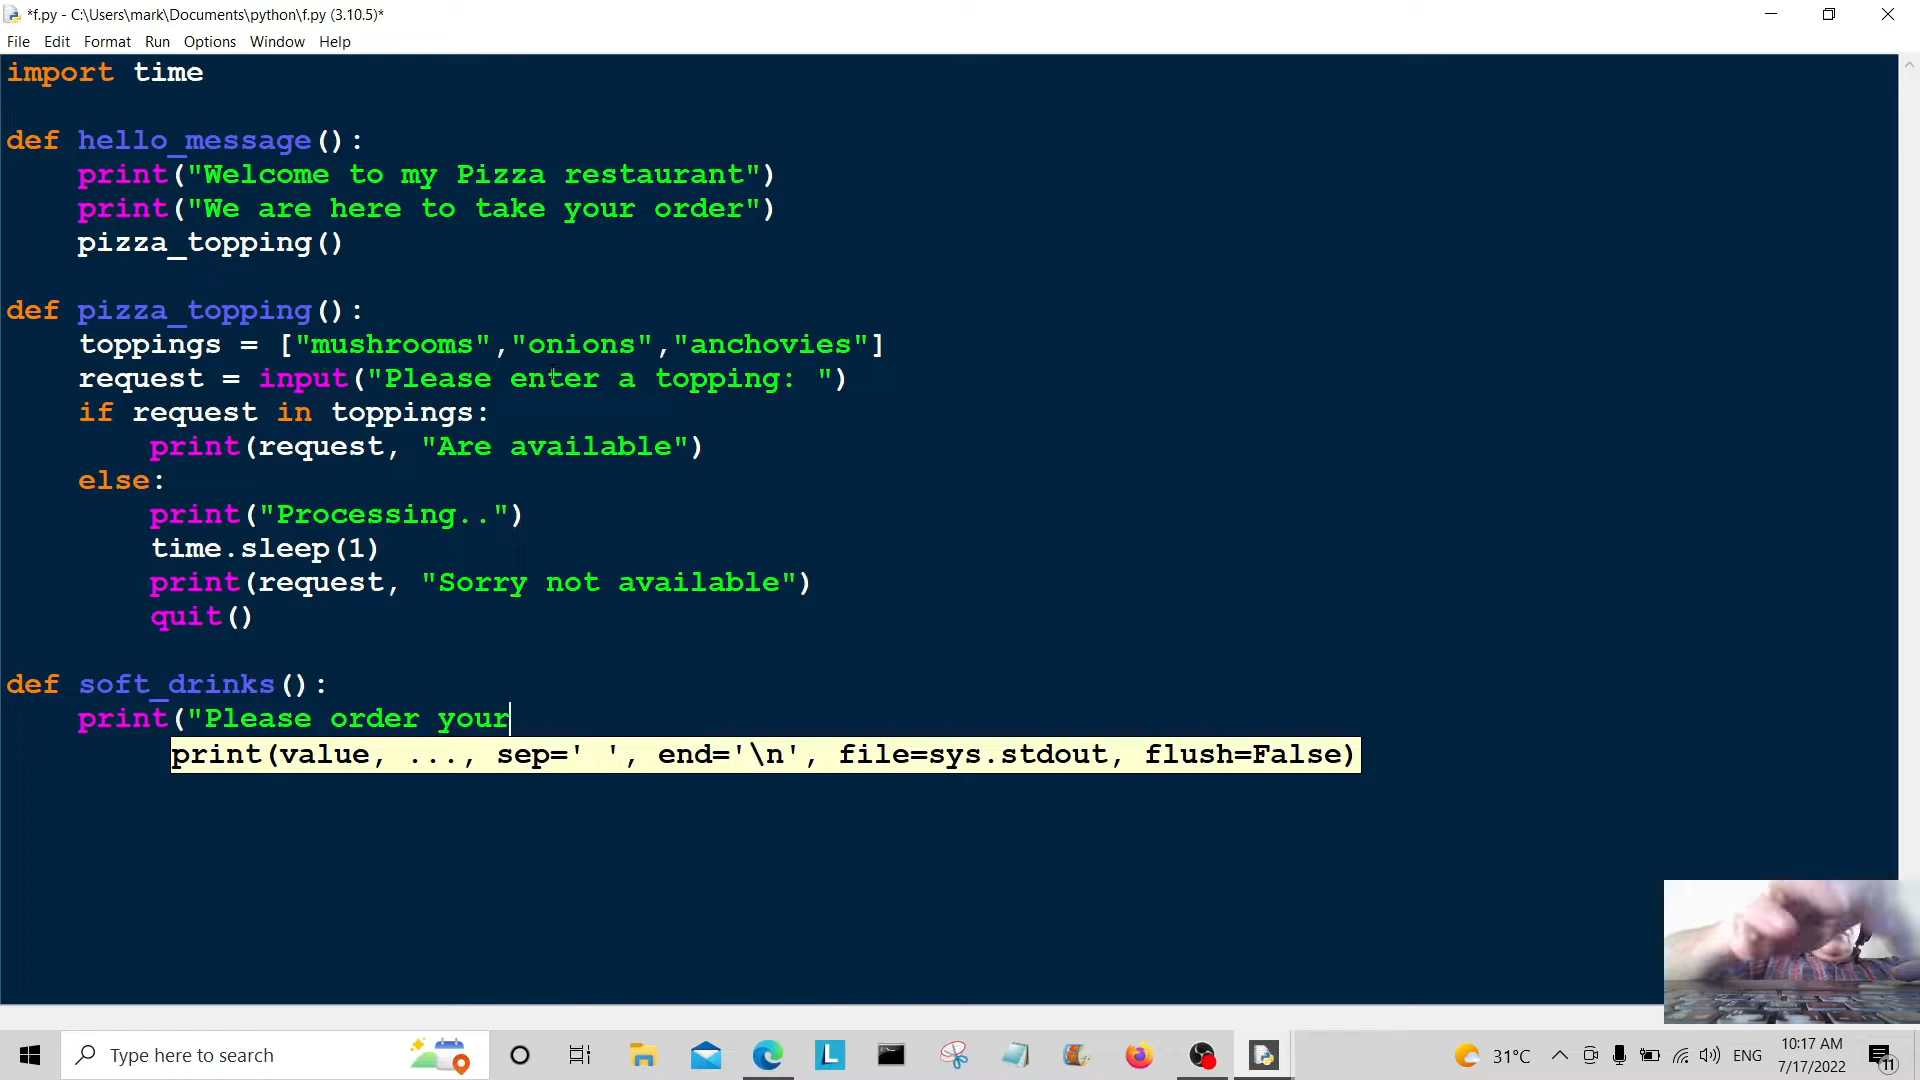 *f.py - C:\Users\mark\Documents\python\f.py (3.10.5)*
File Edit Format Run Options Window Help
import time
def hello_message():
print("Welcome to my Pizza restaurant")
print("We are here to take your order")
pizza_topping()
def pizza_topping():
toppings = ["mushrooms","onions","anchovies"]
request = input("Please enter a topping: ")
if request in toppings:
print(request, "Are available")
else:
print("Processing..")
time.sleep(1)
print(request, "Sorry not available")
quit()
def soft_drinks():
print("Please order your
print(value, ..., sep=' ', end='\n', file=sys.stdout, flush=False)
Type here to search
L
31°C
ENG
10:17 AM
7/17/2022
11